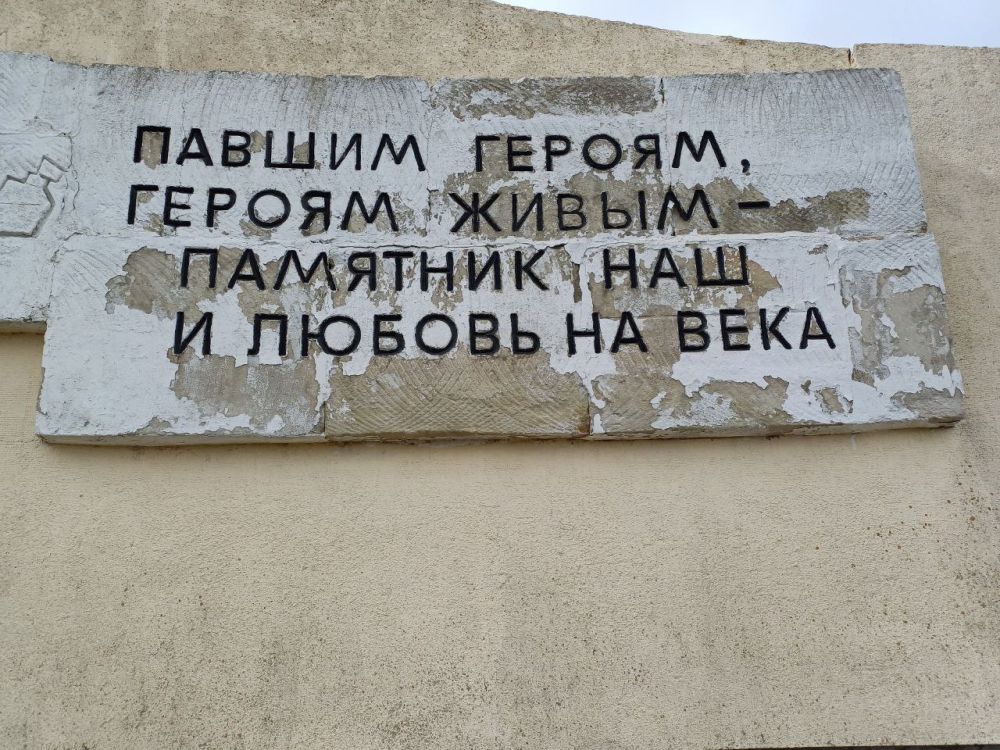 ПАВШИМ ГЕРОЯМ,
ГЕРОЯМ ЖИВЫМ –
ПАМЯТНИК НАШ
И ЛЮБОВЬ НА ВЕКА